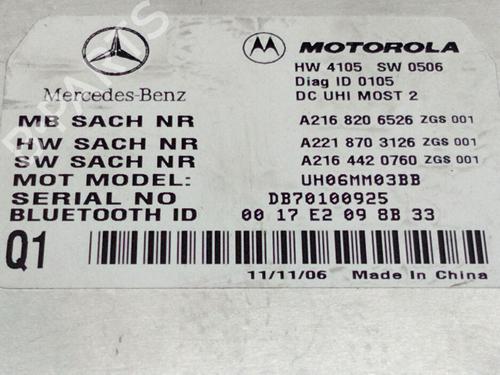 MOTOROLA
HW 4105 SW 0506
Diag ID 0105
DC UHI MOST 2
Mercedes-Benz
MB SACH NR A216 820 6526 ZGS 001
HW SACH NR A221 870 3126 ZGS 001
SW SACH NR A216 442 0760 ZGS 001
MOT MODEL: UH06MM03BB
SERIAL NO DB70100925
BLUETOOTH ID 00 17 E2 09 8B 33
Q1
11/11/06 Made In China